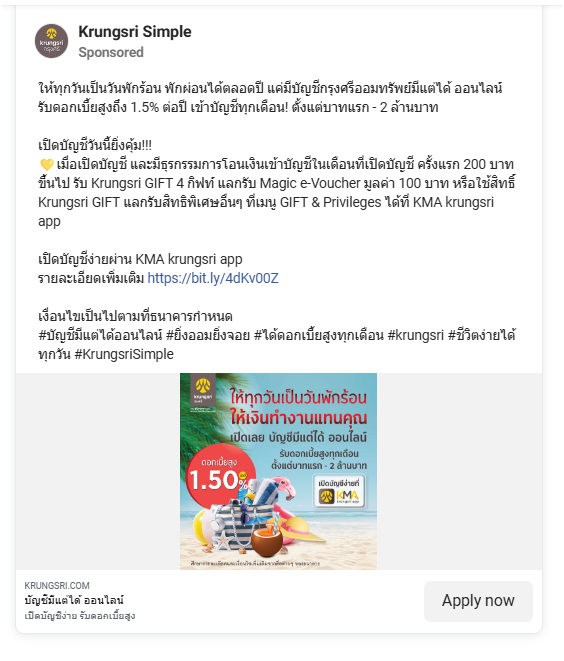 Krungsri Simple
Sponsored
ให้ทุกวันเป็นวันพักร้อน พักผ่อนได้ตลอดปี แค่มีบัญชีกรุงศรีออมทรัพย์มีแต่ได้ ออนไลน์
รับดอกเบี้ยสูงถึง 1.5% ต่อปี เข้าบัญชีทุกเดือน! ตั้งแต่บาทแรก - 2 ล้านบาท
เปิดบัญชีวันนี้ยิ่งคุ้ม!!!
💛 เมื่อเปิดบัญชี และมีธุรกรรมการโอนเงินเข้าบัญชีในเดือนที่เปิดบัญชี ครั้งแรก 200 บาท
ขึ้นไป รับ Krungsri GIFT 4 กิฟท์ แลกรับ Magic e-Voucher มูลค่า 100 บาท หรือใช้สิทธิ์
Krungsri GIFT แลกรับสิทธิพิเศษอื่นๆ ที่เมนู GIFT & Privileges ได้ที่ KMA krungsri
app
เปิดบัญชีง่ายผ่าน KMA krungsri app
รายละเอียดเพิ่มเติม https://bit.ly/4dKv00Z
เงื่อนไขเป็นไปตามที่ธนาคารกำหนด
#บัญชีมีแต่ได้ออนไลน์ #ยิ่งออมยิ่งจอย #ได้ดอกเบี้ยสูงทุกเดือน #krungsri #ชีวิตง่ายได้
ทุกวัน #KrungsriSimple
krungsri
กรุงศรี
ให้ทุกวันเป็นวันพักร้อน
ให้เงินทำงานแทนคุณ
เปิดเลย บัญชีมีแต่ได้ ออนไลน์
รับดอกเบี้ยสูงทุกเดือน
ตั้งแต่บาทแรก - 2 ล้านบาท
ดอกเบี้ยสูง
1.50%
เปิดบัญชีง่ายที่
KMA
krungsri app
KRUNGSRI.COM
บัญชีมีแต่ได้ ออนไลน์
เปิดบัญชีง่าย รับดอกเบี้ยสูง
Apply now